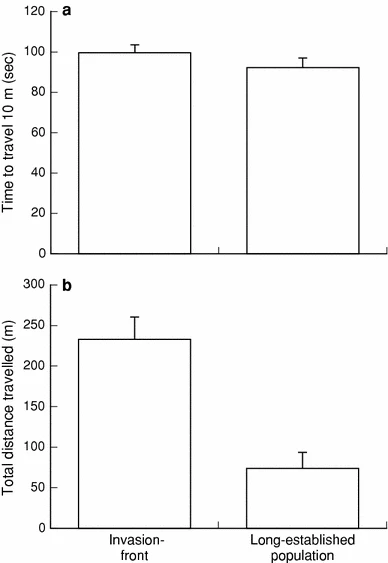 a
Time to travel 10 m (sec)
120
100
80
60
40
20
0
b
Total distance travelled (m)
300
250
200
150
100
50
0
Invasion-
front
Long-established
population